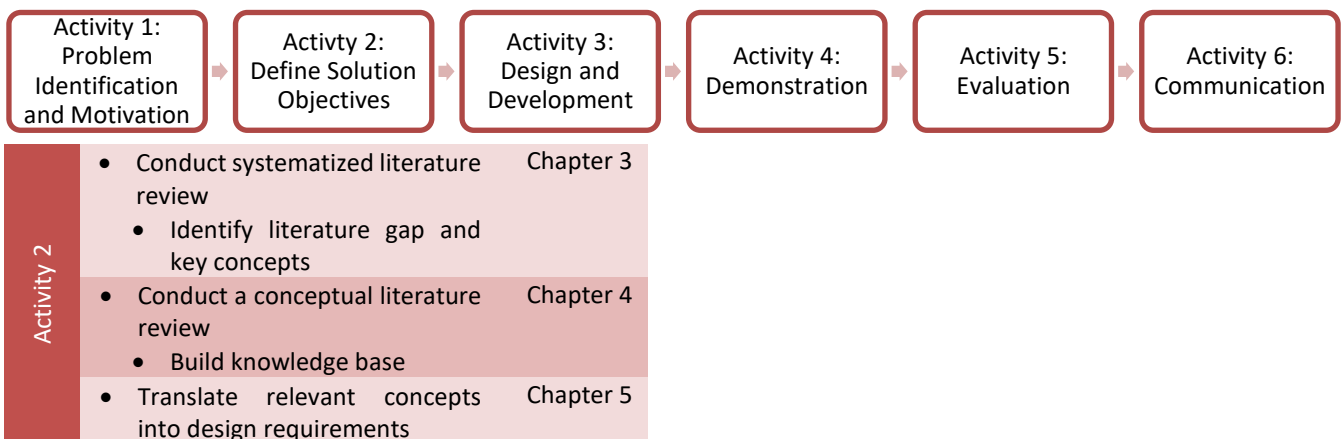 Activity 1:
Problem
Identification
and Motivation
Activty 2:
Define Solution
Objectives
Activity 3:
Design and
Development
Activity 4:
Demonstration
Activity 5:
Evaluation
Activity 6:
Communication
Activity 2
• Conduct systematized literature Chapter 3
review
• Identify literature gap and
key concepts
• Conduct a conceptual literature Chapter 4
review
• Build knowledge base
• Translate relevant concepts Chapter 5
into design requirements